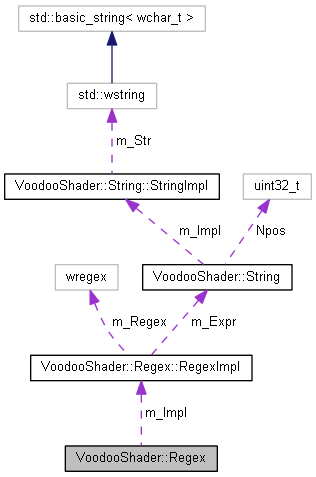 std::basic_string< wchar_t >
std::wstring
m_Str
VoodooShader::String::StringImpl
uint32_t
m_Impl
Npos
wregex
VoodooShader::String
m_Regex
m_Expr
VoodooShader::Regex::RegexImpl
m_Impl
VoodooShader::Regex